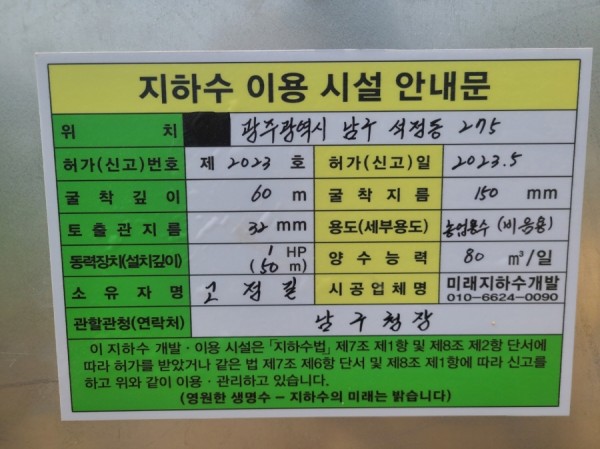 지하수 이용 시설 안내문
위 치 광주광역시 남구 석정동 275
허가(신고)번호 제 2023 호 허가(신고)일 2023.5
굴착깊이 60 m 굴착지름 150 mm
토출관지름 32 mm 용도(세부용도) 농업용수 (비음용)
동력장치(설치깊이) 1 HP (50 m) 양수능력 80 m³/일
소유자명 고점필 시공업체명 미래지하수개발
010-6624-0090
관할관청(연락처) 남구청장
이 지하수 개발·이용 시설은 「지하수법」 제7조 제1항 및 제8조 제2항 단서에
따라 허가를 받았거나 같은 법 제7조 제6항 단서 및 제8조 제1항에 따라 신고를
하고 위와 같이 이용·관리하고 있습니다.
(영원한 생명수 – 지하수의 미래는 밝습니다)